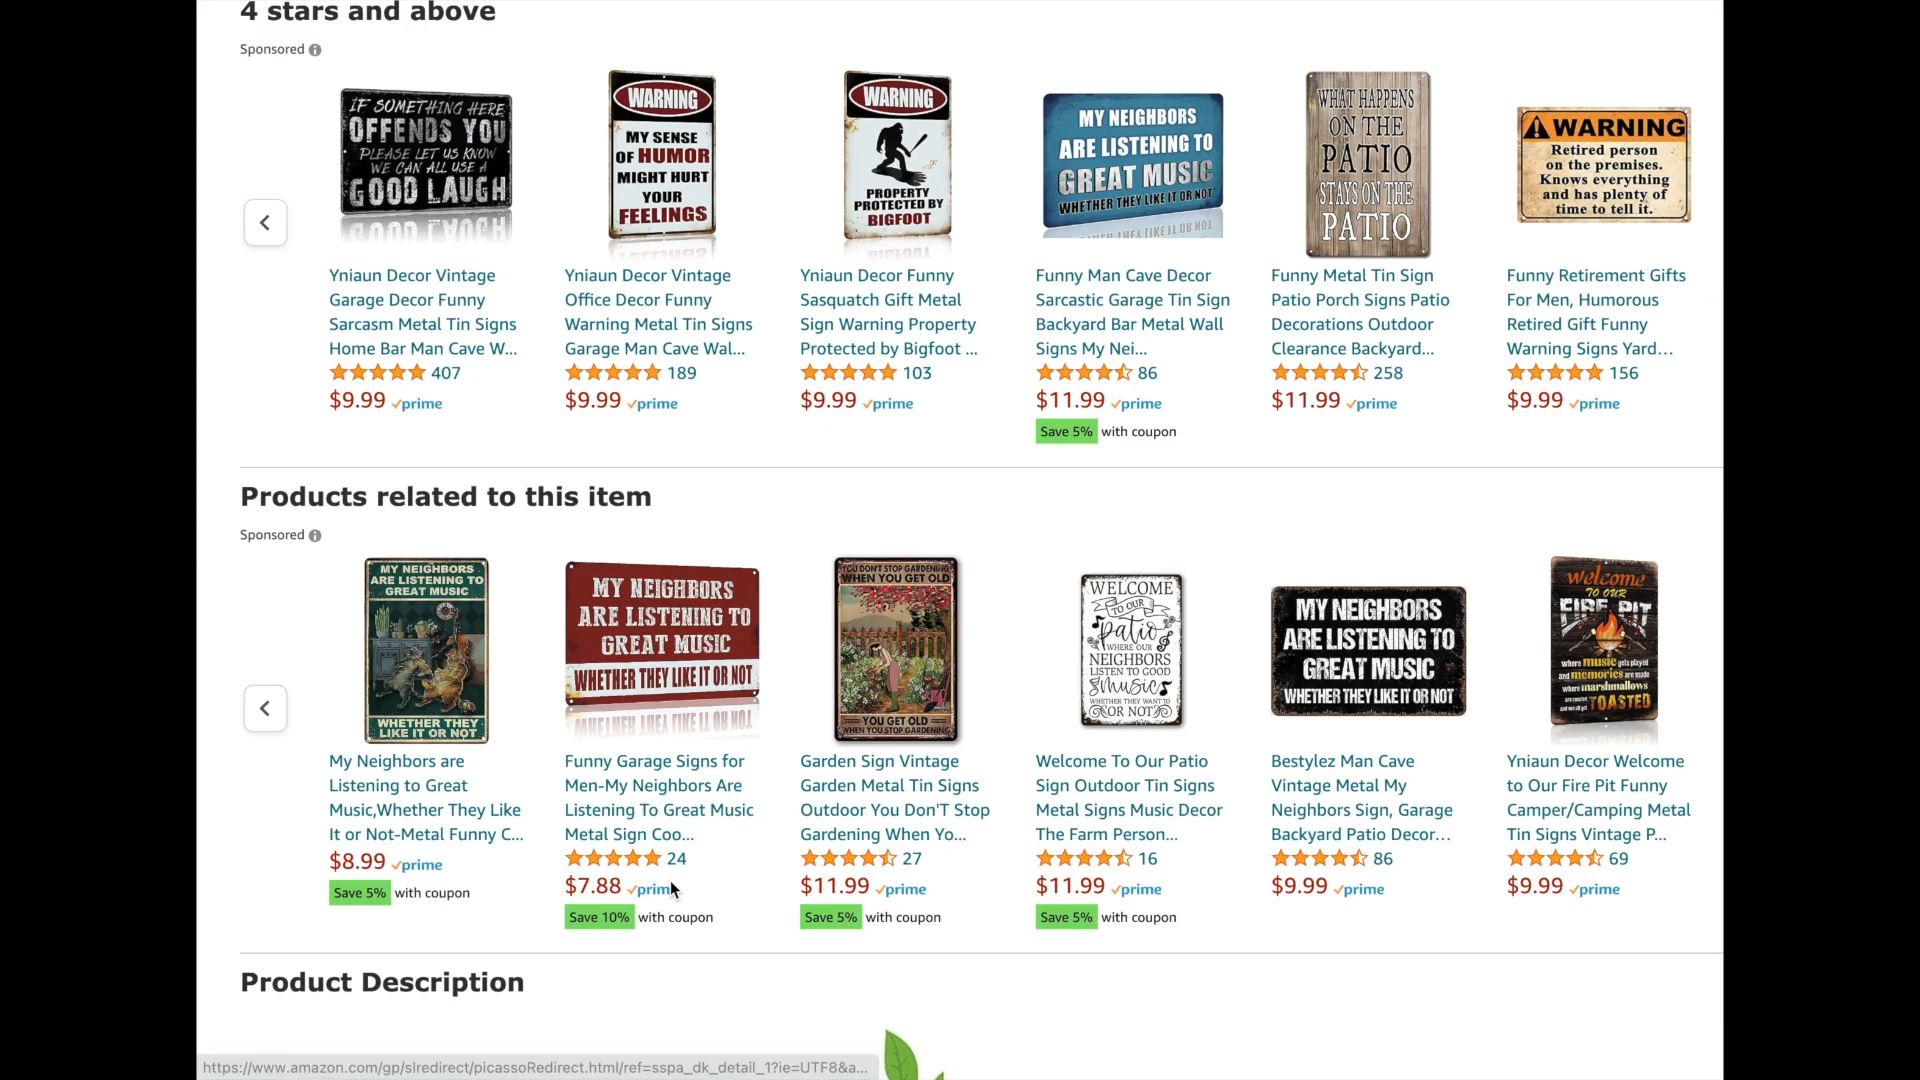 4 stars and above
Sponsored
IF SOMETHING HERE
OFFENDS YOU
PLEASE LET US KNOW
WE CAN ALL USE A
GOOD LAUGH
WARNING
MY SENSE
OF HUMOR
MIGHT HURT
YOUR
FEELINGS
WARNING
PROPERTY
PROTECTED BY
BIGFOOT
MY NEIGHBORS
ARE LISTENING TO
GREAT MUSIC
WHETHER THEY LIKE IT OR NOT
WHAT HAPPENS
ON THE
PATIO
STAYS ON THE
PATIO
WARNING
Retired person
on the premises.
Knows everything
and has plenty of
time to tell it.
Yniaun Decor Vintage
Garage Decor Funny
Sarcasm Metal Tin Signs
Home Bar Man Cave W...
407
$9.99 prime
Yniaun Decor Vintage
Office Decor Funny
Warning Metal Tin Signs
Garage Man Cave Wal...
189
$9.99 prime
Yniaun Decor Funny
Sasquatch Gift Metal
Sign Warning Property
Protected by Bigfoot ...
103
$9.99 prime
Funny Man Cave Decor
Sarcastic Garage Tin Sign
Backyard Bar Metal Wall
Signs My Nei...
86
$11.99 prime
Save 5% with coupon
Funny Metal Tin Sign
Patio Porch Signs Patio
Decorations Outdoor
Clearance Backyard...
258
$11.99 prime
Funny Retirement Gifts
For Men, Humorous
Retired Gift Funny
Warning Signs Yard...
156
$9.99 prime
Products related to this item
Sponsored
MY NEIGHBORS
ARE LISTENING TO
GREAT MUSIC
WHETHER THEY
LIKE IT OR NOT
MY NEIGHBORS
ARE LISTENING TO
GREAT MUSIC
WHETHER THEY LIKE IT OR NOT
YOU DON'T STOP GARDENING
WHEN YOU GET OLD
YOU GET OLD
WHEN YOU STOP GARDENING
WELCOME
TO OUR
patio
WHERE OUR
NEIGHBORS
LISTEN TO GOOD
music
WHETHER THEY WANT TO
OR NOT
MY NEIGHBORS
ARE LISTENING TO
GREAT MUSIC
WHETHER THEY LIKE IT OR NOT
welcome
TO OUR
FIRE PIT
where music gets played
and memories are made
where marshmallows
TOASTED
My Neighbors are
Listening to Great
Music,Whether They Like
It or Not-Metal Funny C...
$8.99 prime
Save 5% with coupon
Funny Garage Signs for
Men-My Neighbors Are
Listening To Great Music
Metal Sign Coo...
24
$7.88 prim
Save 10% with coupon
Garden Sign Vintage
Garden Metal Tin Signs
Outdoor You Don'T Stop
Gardening When Yo...
27
$11.99 prime
Save 5% with coupon
Welcome To Our Patio
Sign Outdoor Tin Signs
Metal Signs Music Decor
The Farm Person...
16
$11.99 prime
Save 5% with coupon
Bestylez Man Cave
Vintage Metal My
Neighbors Sign, Garage
Backyard Patio Decor...
86
$9.99 prime
Yniaun Decor Welcome
to Our Fire Pit Funny
Camper/Camping Metal
Tin Signs Vintage P...
69
$9.99 prime
Product Description
https://www.amazon.com/gp/slredirect/picassoRedirect.html/ref=sspa_dk_detail_1?ie=UTF8&a...